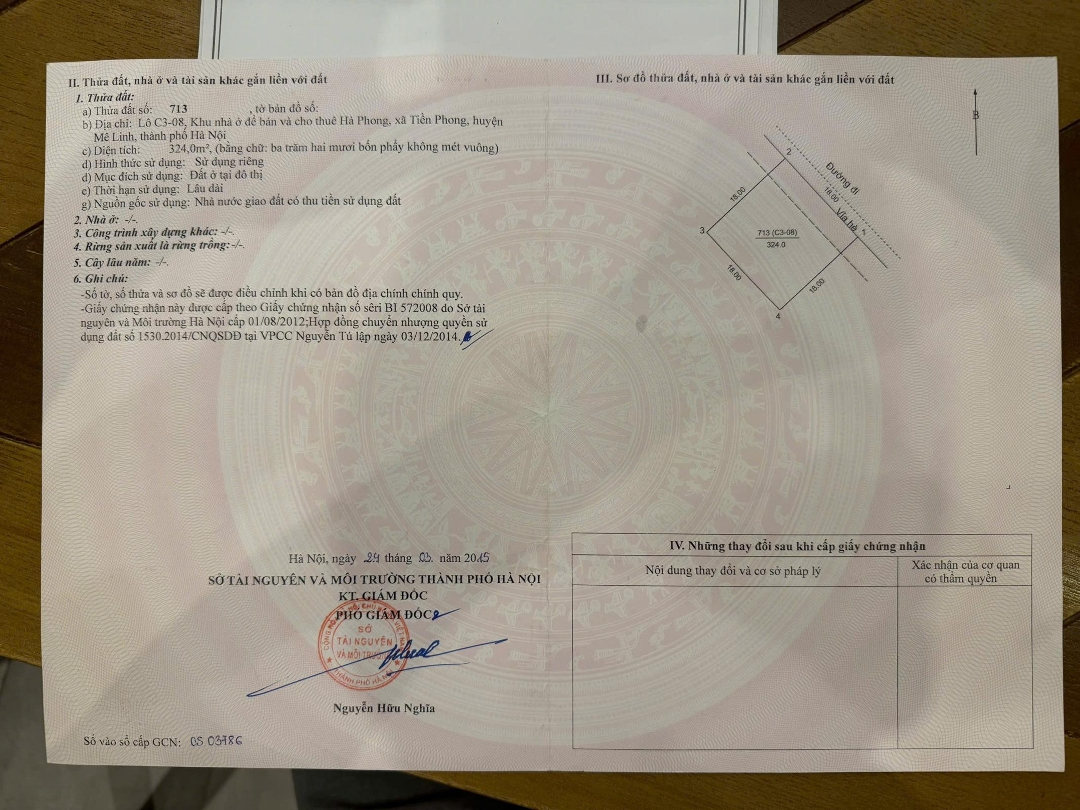 II. Thửa đất, nhà ở và tài sản khác gắn liền với đất
1. Thửa đất:
a) Thửa đất số: 713 , tờ bản đồ số:
b) Địa chỉ: Lô C3-08, Khu nhà ở để bán và cho thuê Hà Phong, xã Tiền Phong, huyện
Mê Linh, thành phố Hà Nội
c) Diện tích: 324,0m², (bằng chữ: ba trăm hai mươi bốn phẩy không mét vuông)
d) Hình thức sử dụng: Sử dụng riêng
đ) Mục đích sử dụng: Đất ở tại đô thị
e) Thời hạn sử dụng: Lâu dài
g) Nguồn gốc sử dụng: Nhà nước giao đất có thu tiền sử dụng đất
2. Nhà ở: -/-.
3. Công trình xây dựng khác: -/-.
4. Rừng sản xuất là rừng trồng:-/-.
5. Cây lâu năm: -/-.
6. Ghi chú:
-Số tờ, số thửa và sơ đồ sẽ được điều chỉnh khi có bản đồ địa chính chính quy.
-Giấy chứng nhận này được cấp theo Giấy chứng nhận số sêri BI 572008 do Sở tài
nguyên và Môi trường Hà Nội cấp 01/08/2012;Hợp đồng chuyển nhượng quyền sử
dụng đất số 1530.2014/CNQSDĐ tại VPCC Nguyễn Tú lập ngày 03/12/2014.
Hà Nội, ngày 24 tháng 03 năm 2015
SỞ TÀI NGUYÊN VÀ MÔI TRƯỜNG THÀNH PHỐ HÀ NỘI
KT. GIÁM ĐỐC
PHÓ GIÁM ĐỐC
SỞ
TÀI NGUYÊN
VÀ MÔI TRƯỜNG
THÀNH PHỐ HÀ NỘI
Nguyễn Hữu Nghĩa
Số vào sổ cấp GCN: CS 03786
III. Sơ đồ thửa đất, nhà ở và tài sản khác gắn liền với đất
B
2
Đường đi
18.00
18.00
Vỉa hè
1
3
713 (C3-08)
324.0
18.00
18.00
4
IV. Những thay đổi sau khi cấp giấy chứng nhận
Nội dung thay đổi và cơ sở pháp lý
Xác nhận của cơ quan
có thẩm quyền